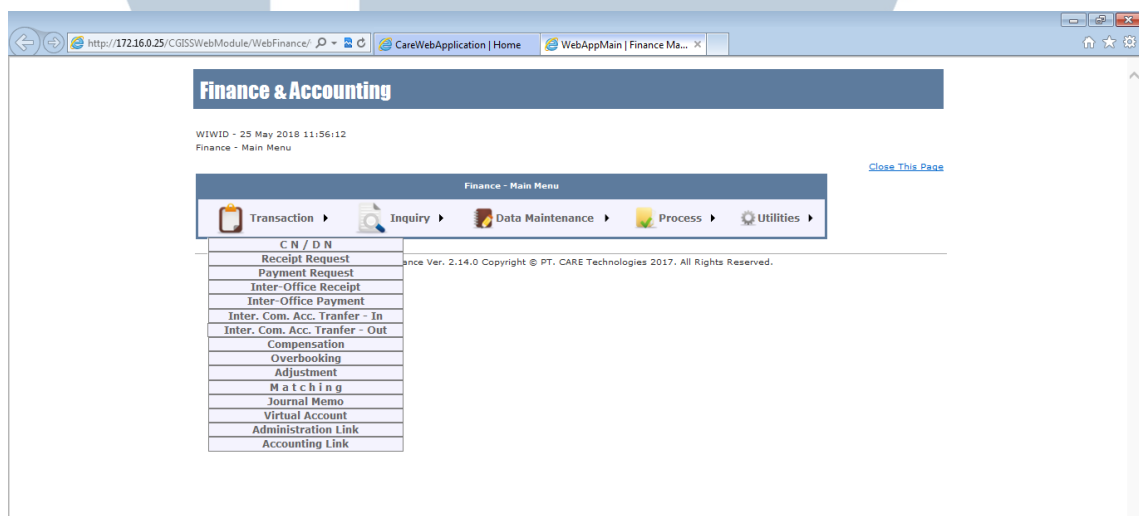 http://172.16.0.25/CGISSWebModule/WebFinance/
CareWebApplication | Home
WebAppMain | Finance Ma...
Finance & Accounting
WIWID - 25 May 2018 11:56:12
Finance - Main Menu
Close This Page
Finance - Main Menu
Transaction Inquiry Data Maintenance Process Utilities
C N / D N
Receipt Request
ance Ver. 2.14.0 Copyright © PT. CARE Technologies 2017. All Rights Reserved.
Payment Request
Inter-Office Receipt
Inter-Office Payment
Inter. Com. Acc. Tranfer - In
Inter. Com. Acc. Tranfer - Out
Compensation
Overbooking
Adjustment
M a t c h i n g
Journal Memo
Virtual Account
Administration Link
Accounting Link